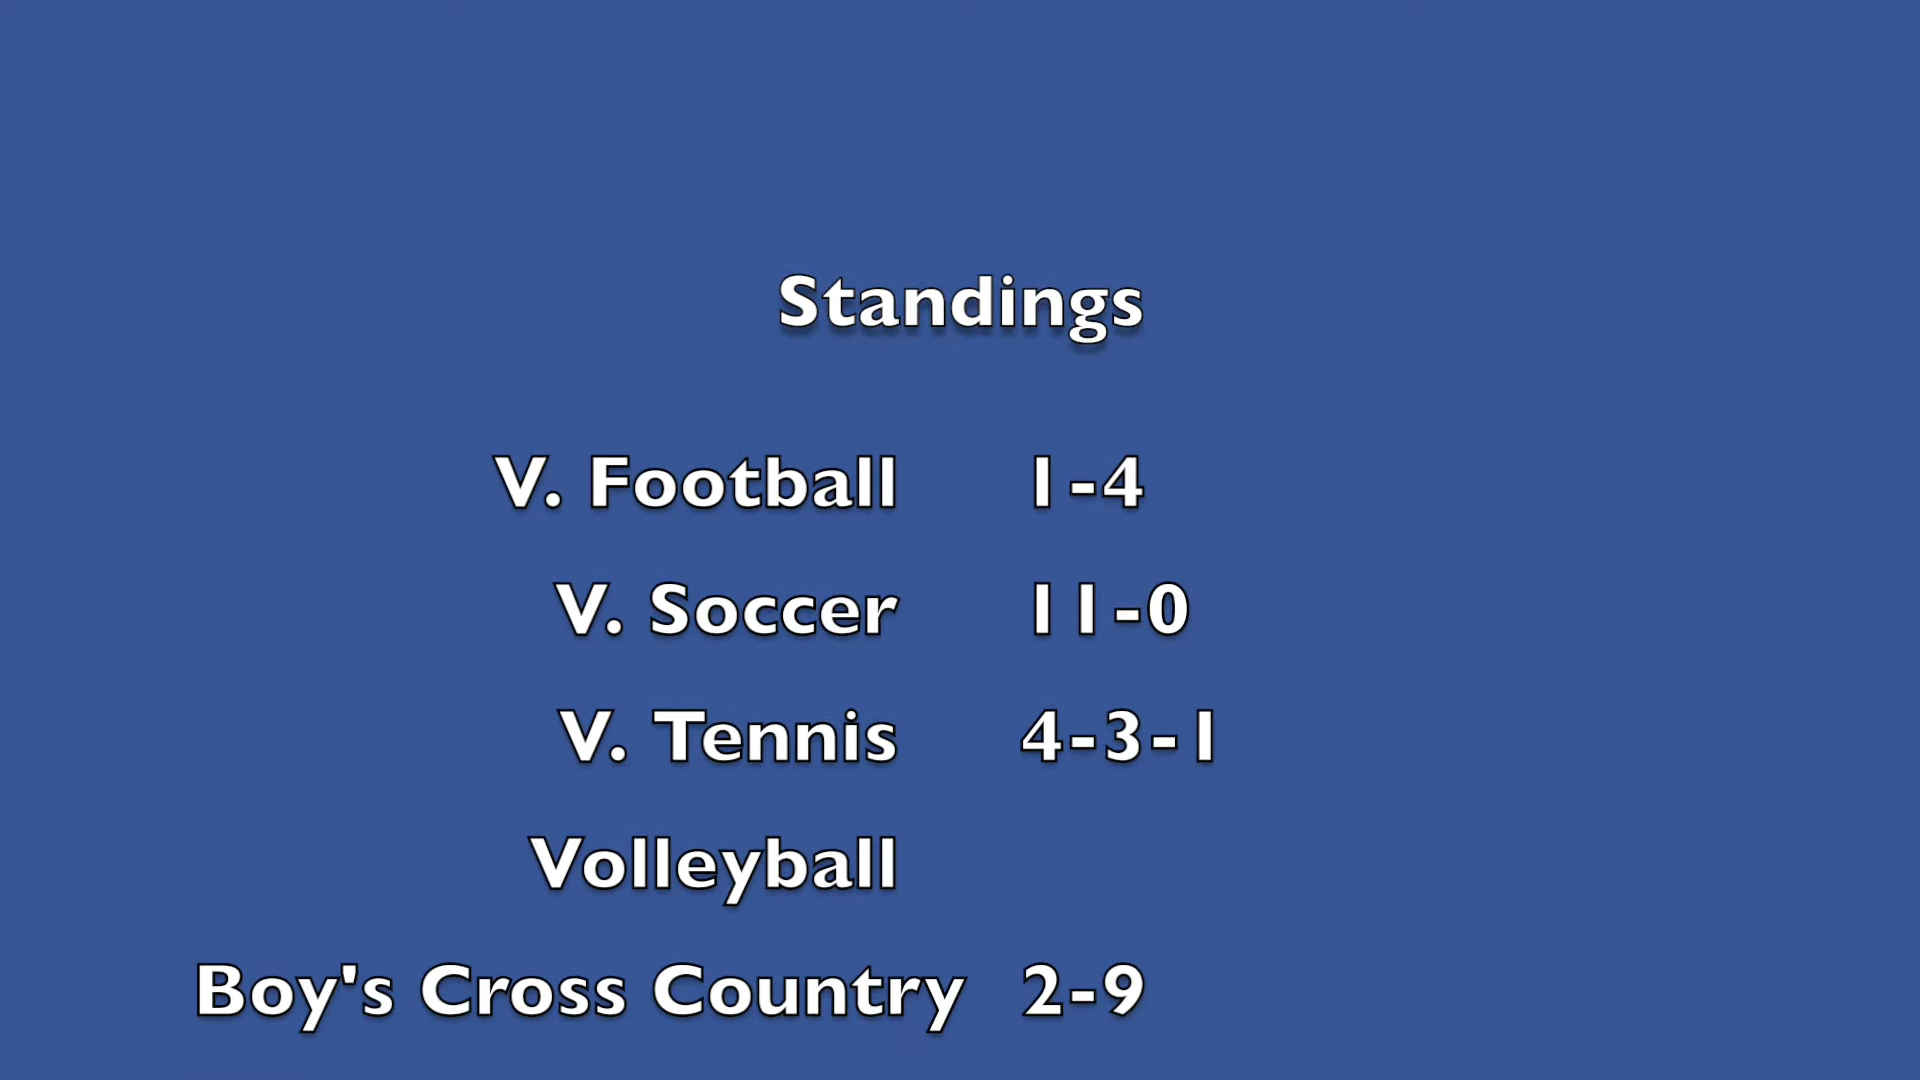 Standings
V. Football 1-4
V. Soccer 11-0
V. Tennis 4-3-1
Volleyball
Boy's Cross Country 2-9